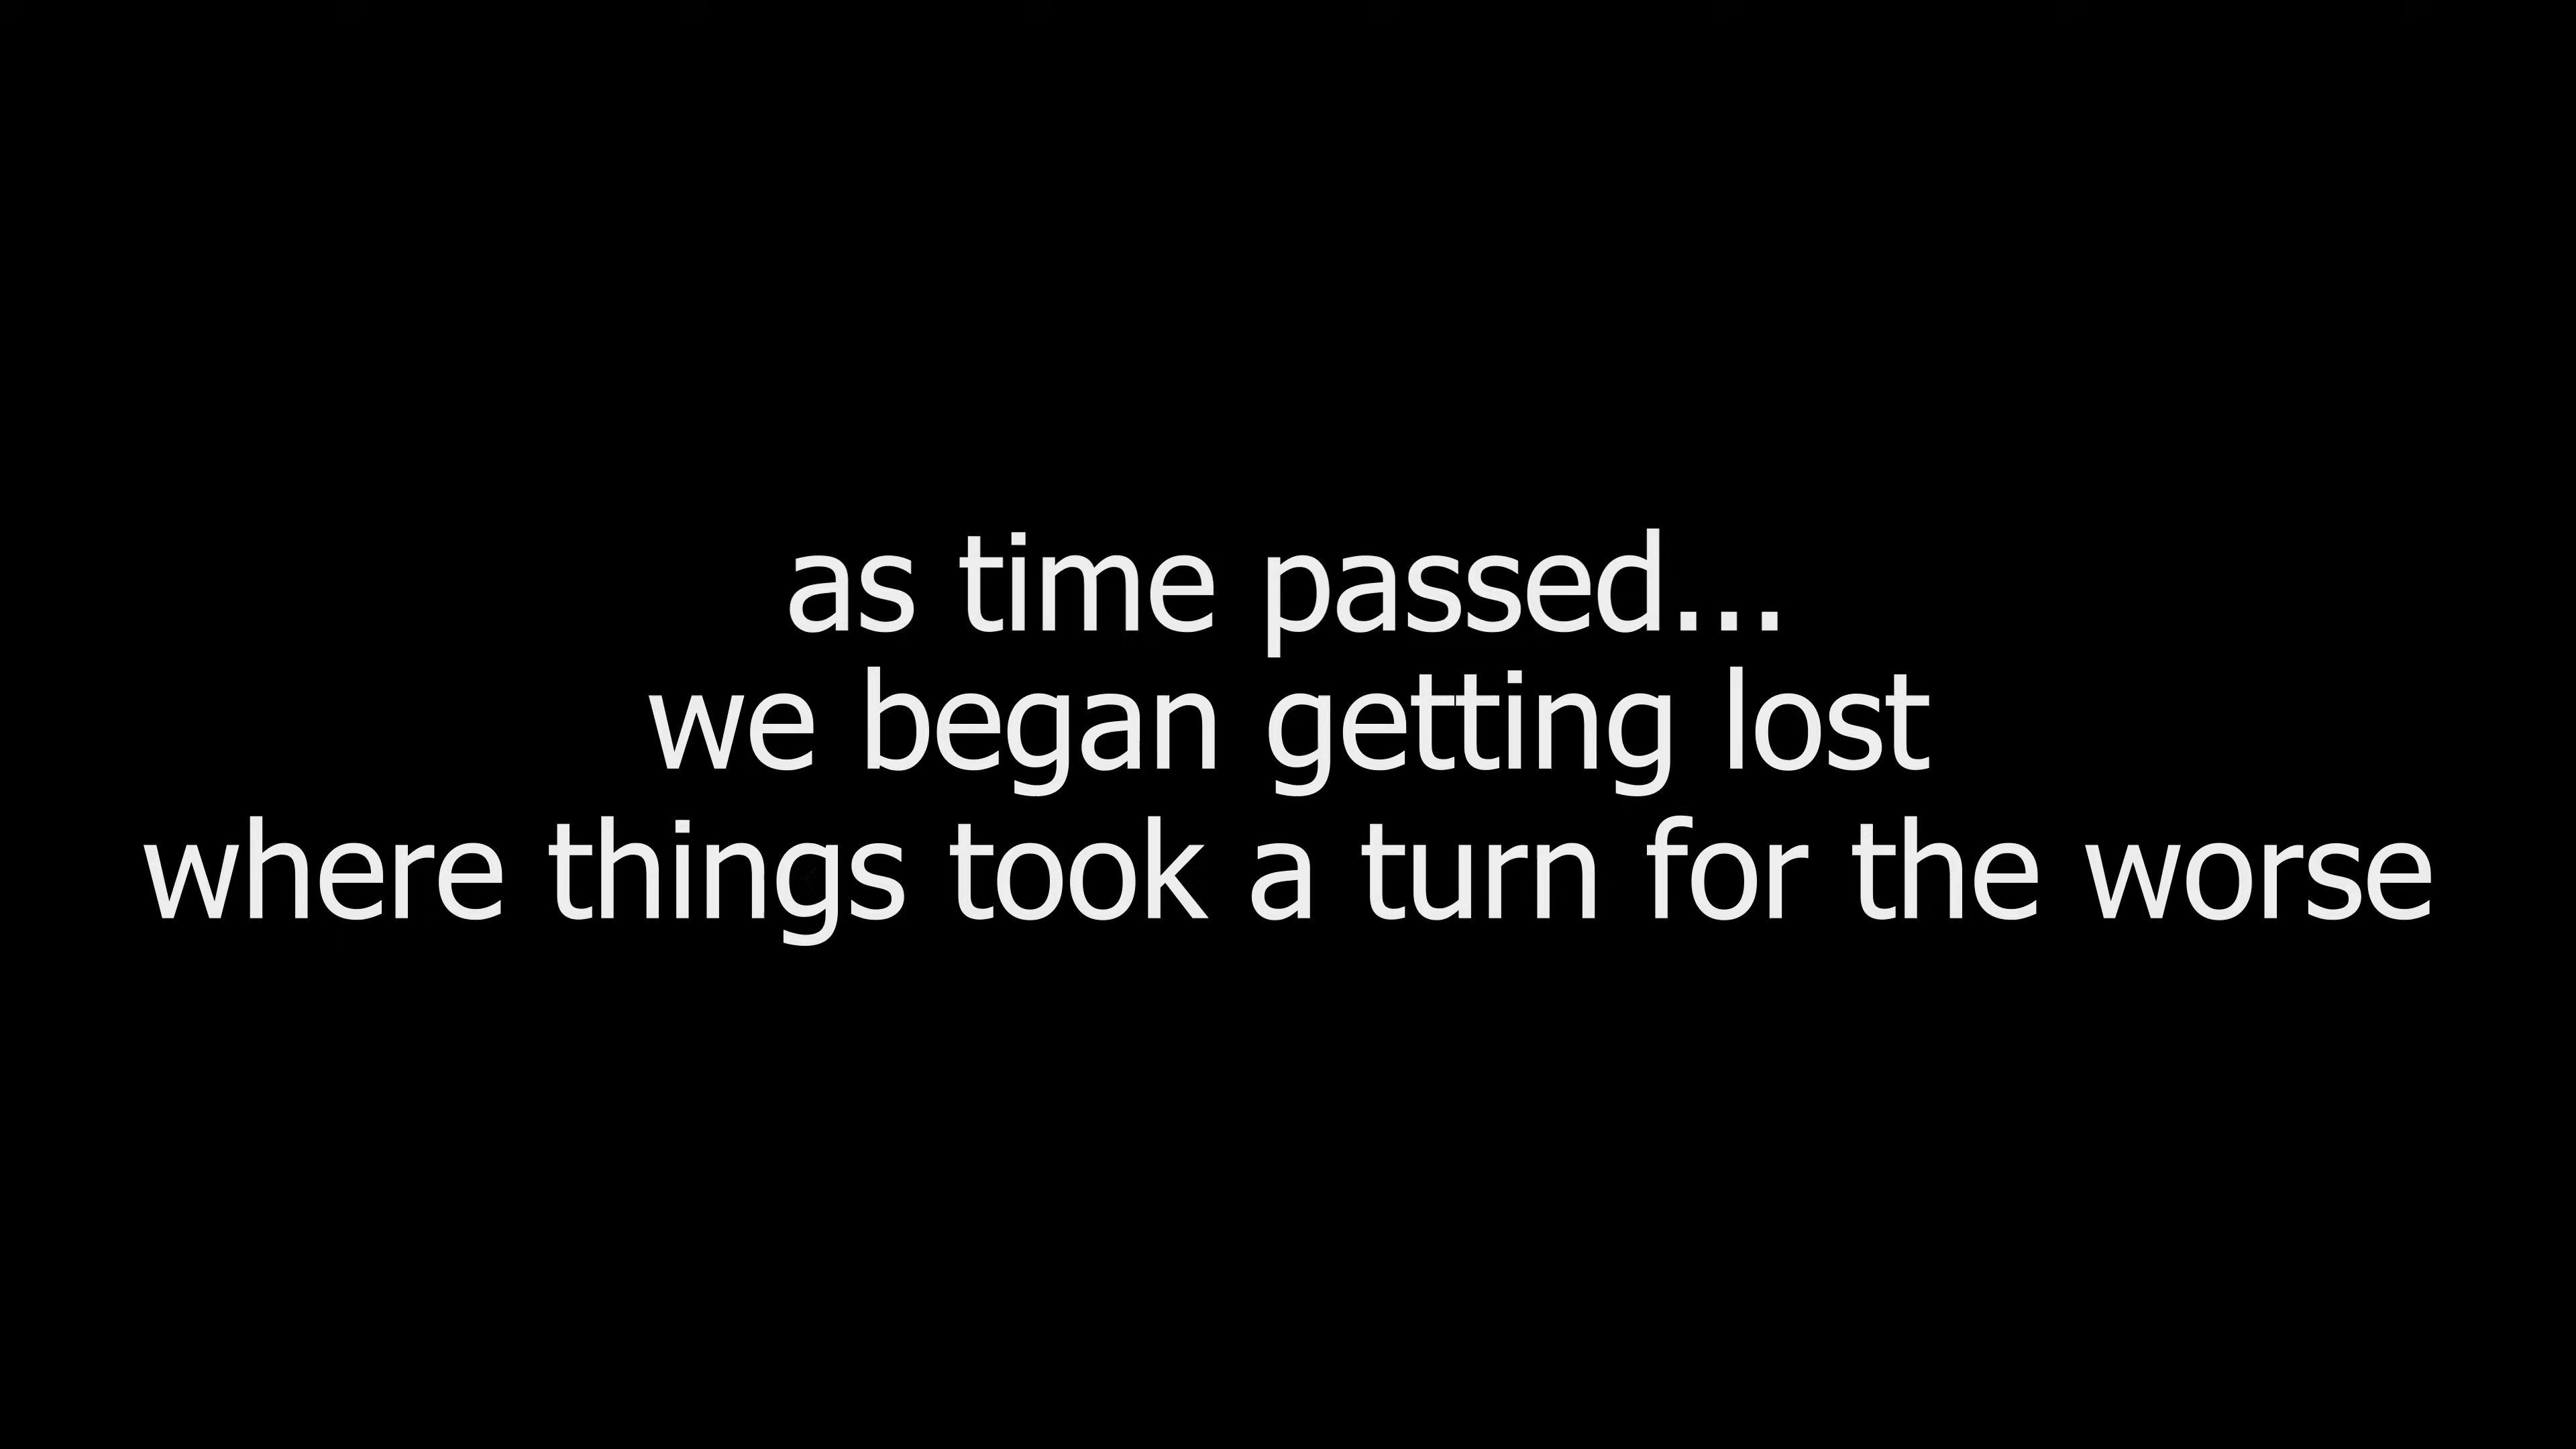 as time passed...
we began getting lost
where things took a turn for the worse